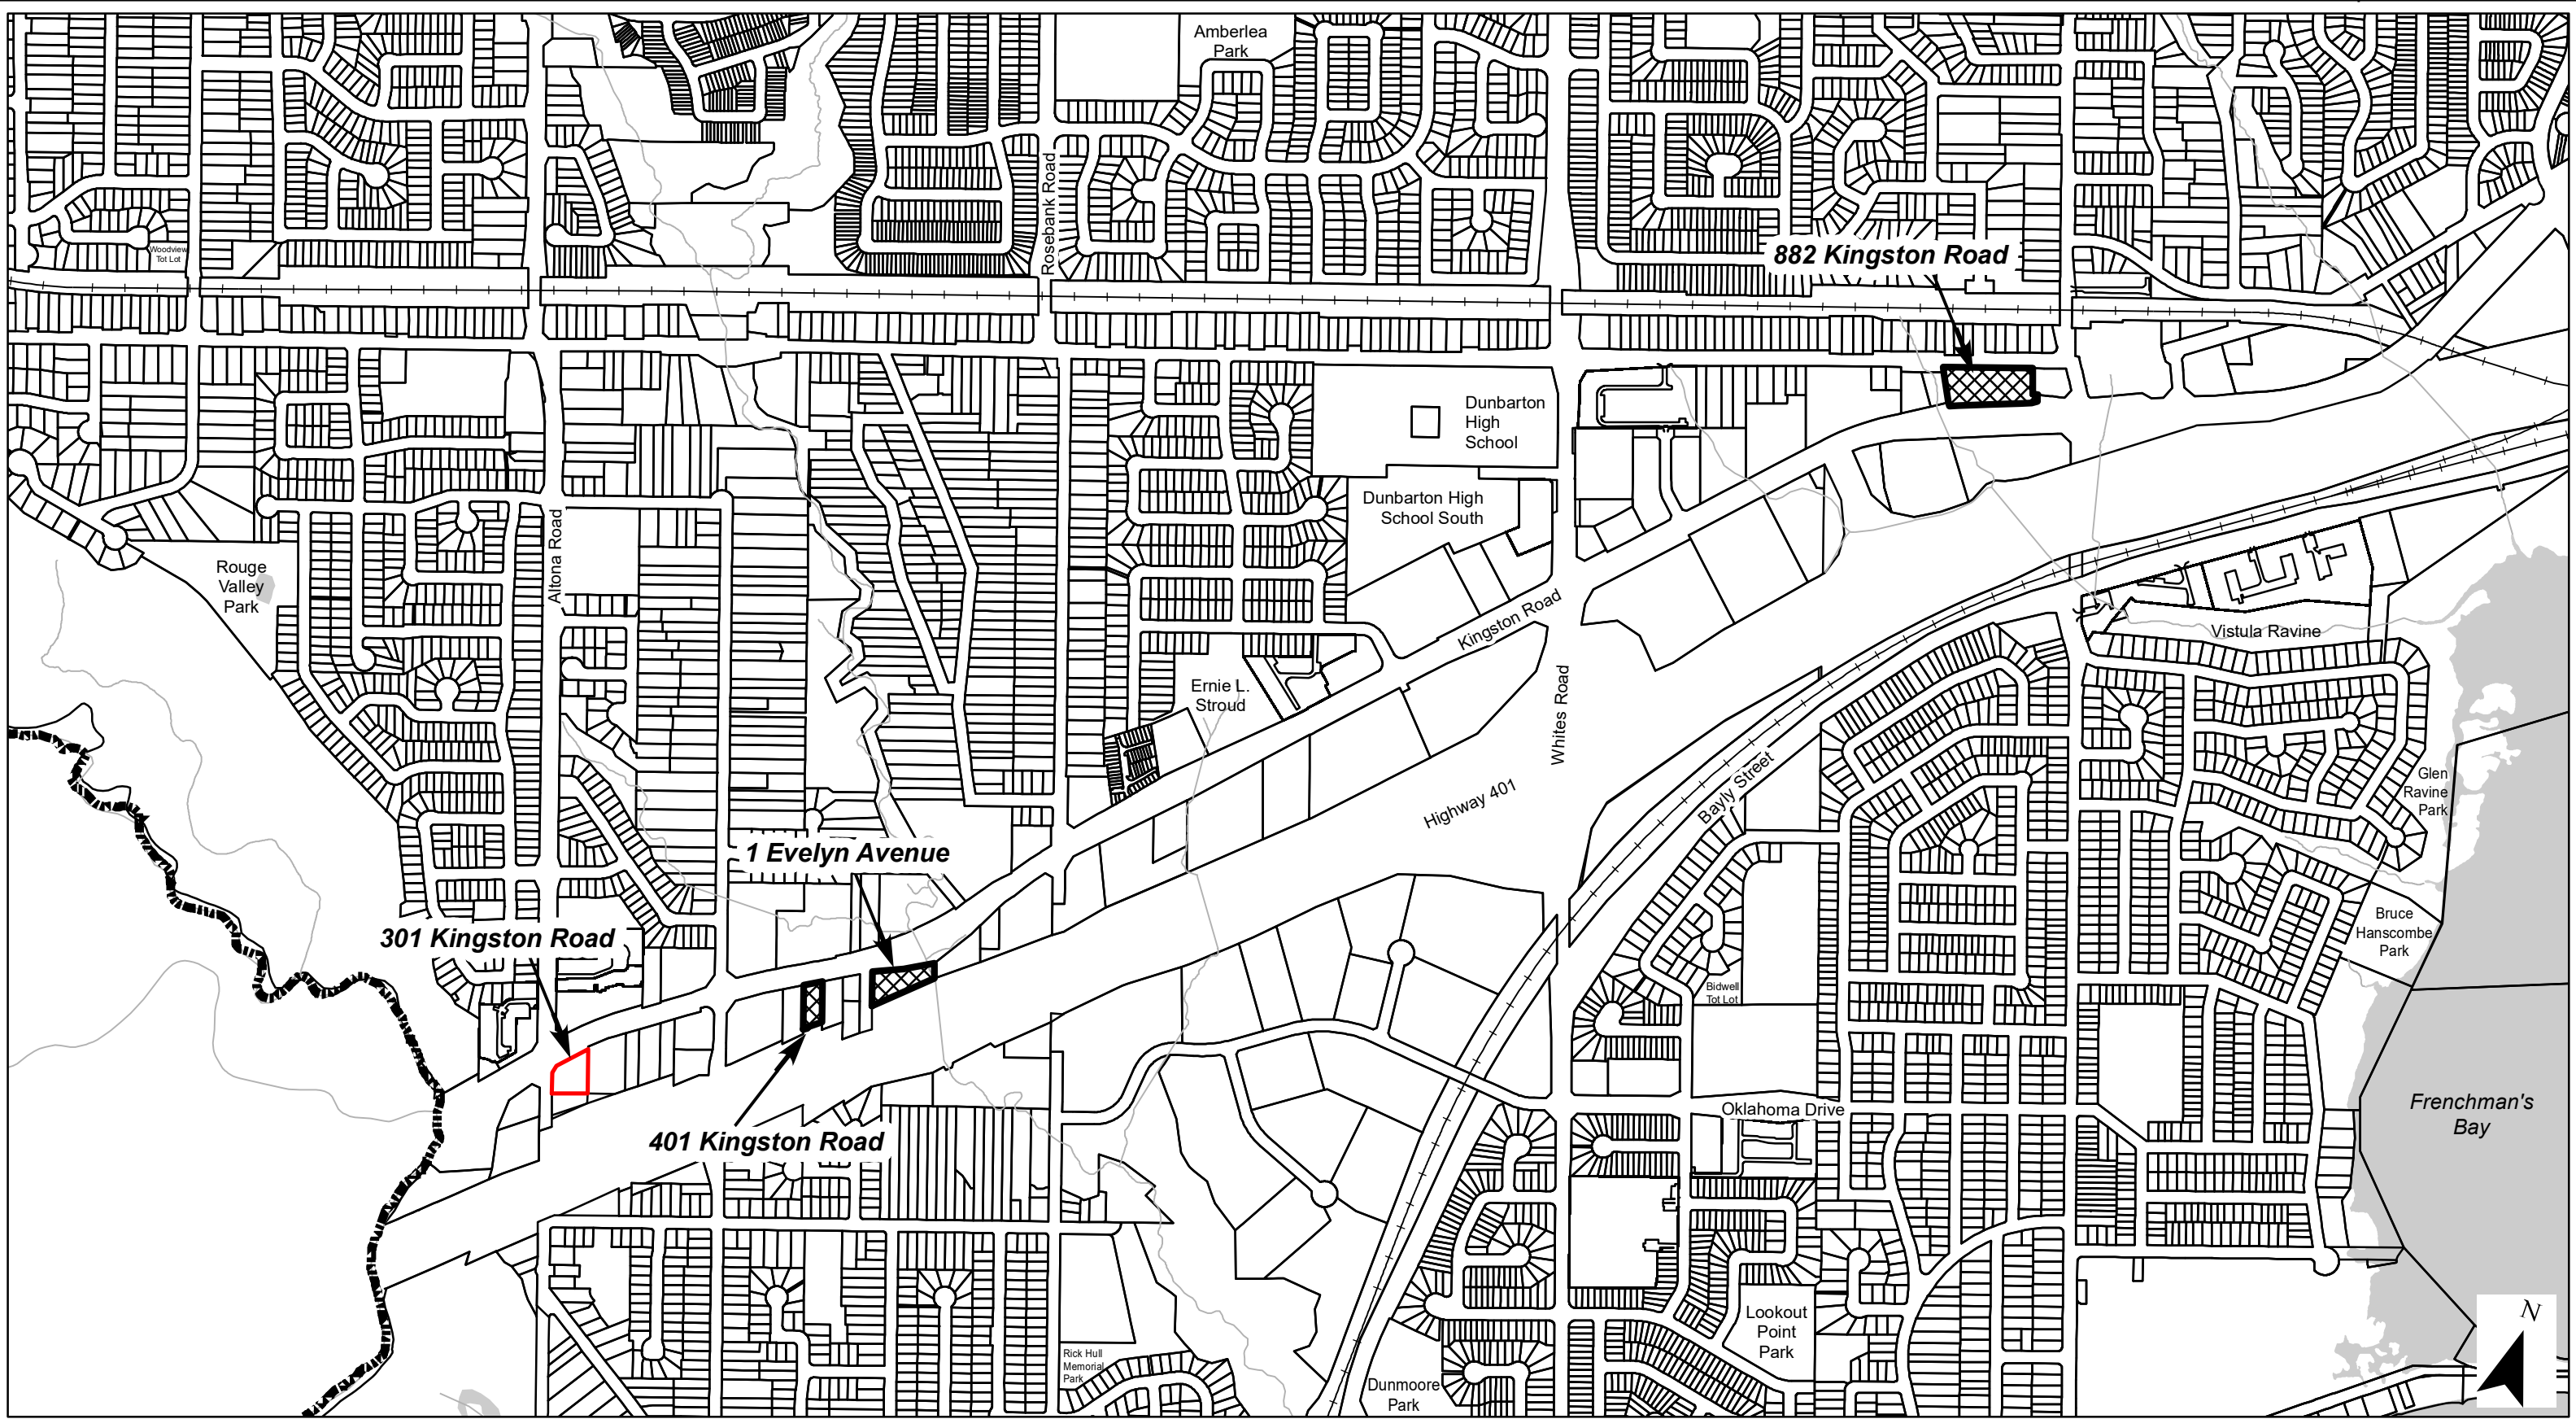 Amberlea
Park
Rosebank Road
Woodview
Tot Lot
882 Kingston Road
Dunbarton
High
School
Dunbarton High
School South
Altona Road
Rouge
Valley
Park
Kingston Road
Vistula Ravine
Ernie L.
Stroud
Whites Road
Bayly Street
Highway 401
Glen
Ravine
Park
1 Evelyn Avenue
301 Kingston Road
Bruce
Hanscombe
Park
Bidwell
Tot Lot
Oklahoma Drive
Frenchman's
Bay
401 Kingston Road
Lookout
Point
Park
Rick Hull
Memorial
Park
Dunmoore
Park
N